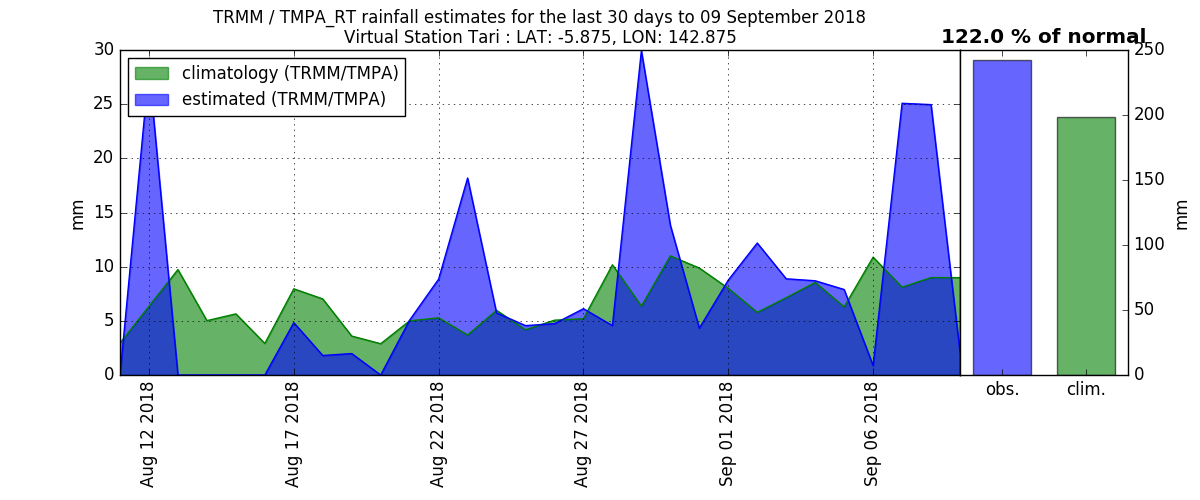 TRMM / TMPA_RT rainfall estimates for the last 30 days to 09 September 2018
Virtual Station Tari : LAT: -5.875, LON: 142.875
122.0 % of normal
climatology (TRMM/TMPA)
estimated (TRMM/TMPA)
30
25
20
15
10
5
0
mm
Aug 12 2018
Aug 17 2018
Aug 22 2018
Aug 27 2018
Sep 01 2018
Sep 06 2018
250
200
150
100
50
0
mm
obs.
clim.